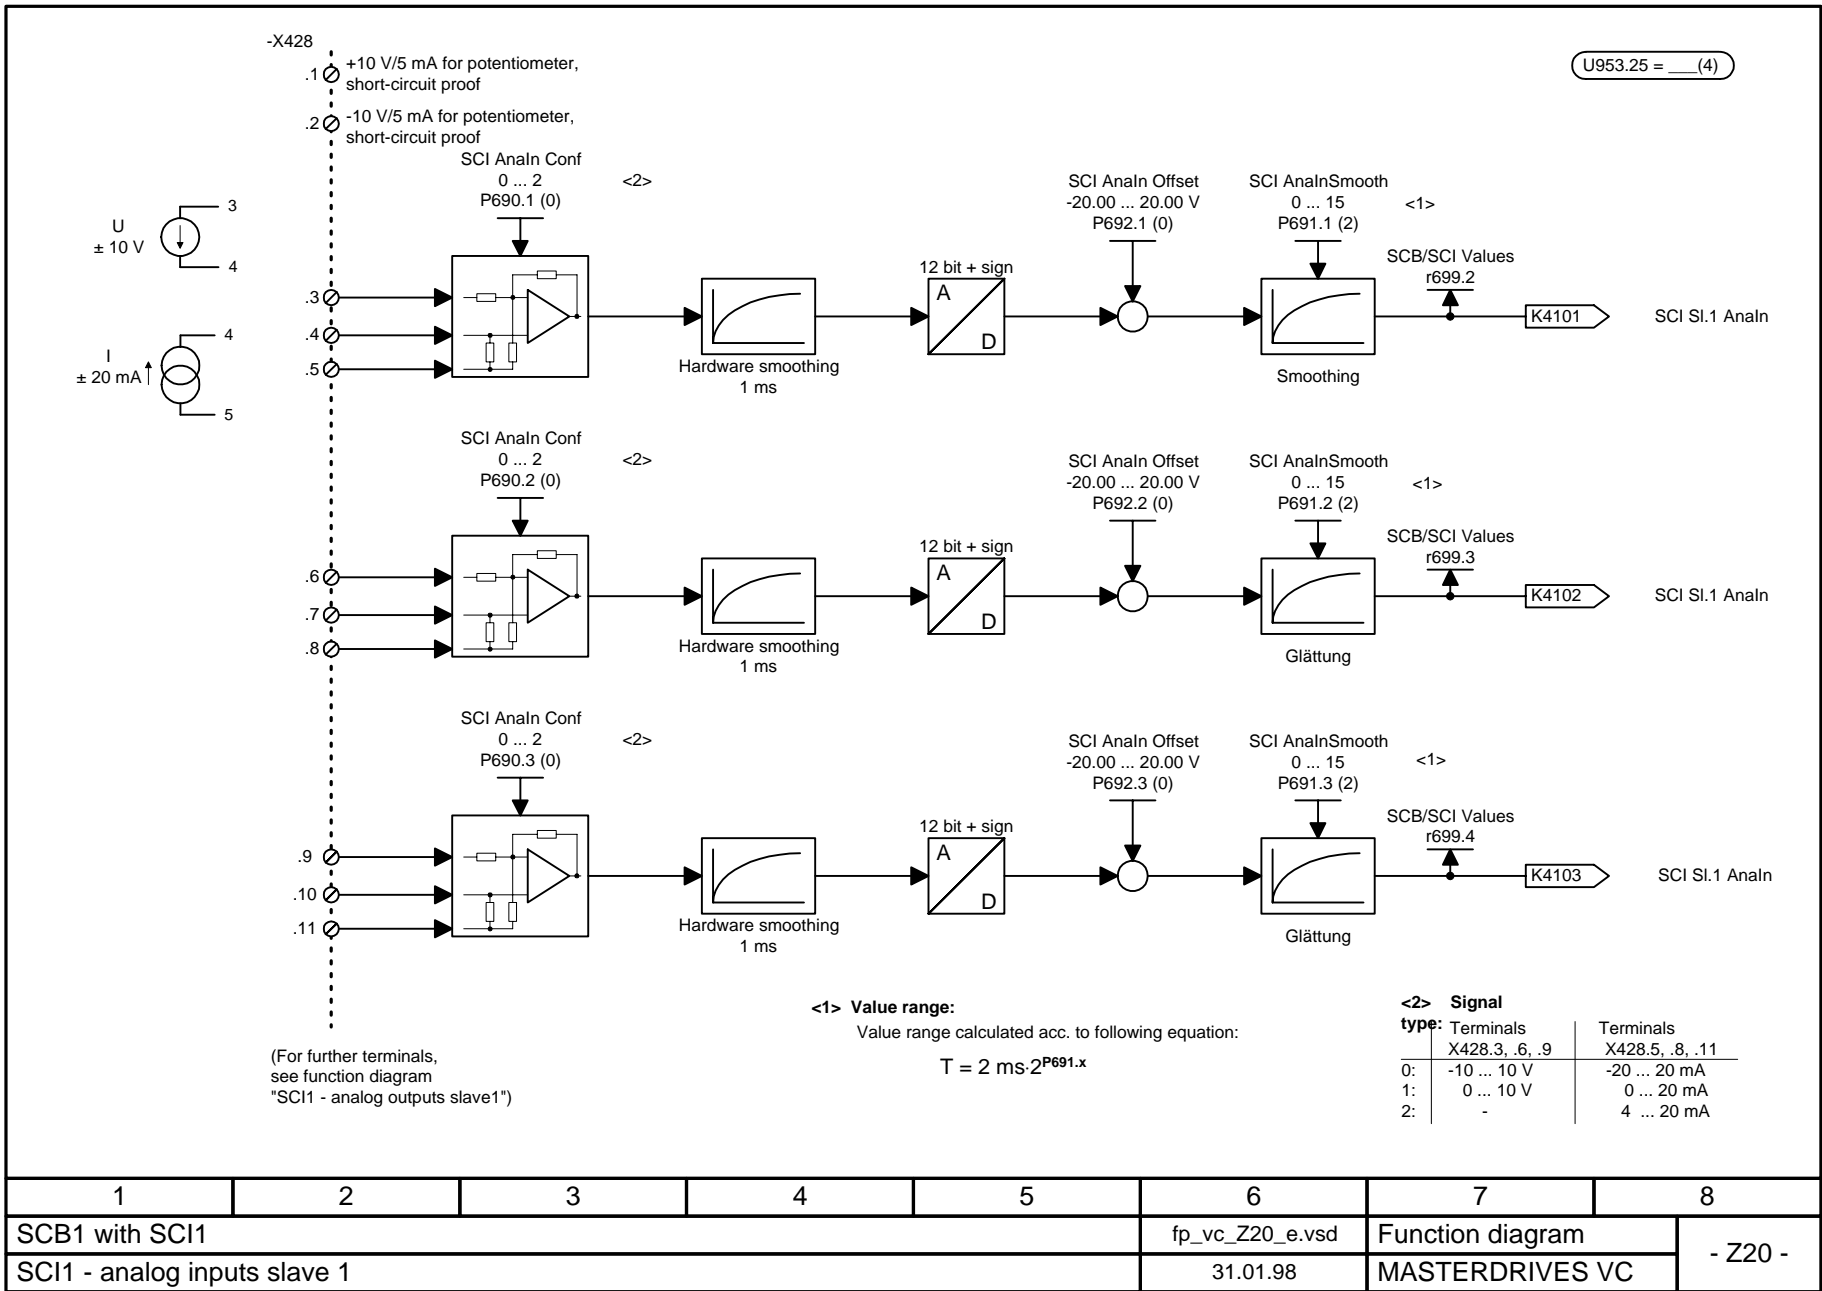 -X428
.1 +10 V/5 mA for potentiometer,
short-circuit proof
.2 -10 V/5 mA for potentiometer,
short-circuit proof
U953.25 = ___(4)
SCI AnaIn Conf
0 ... 2 <2>
P690.1 (0)
SCI AnaIn Offset
-20.00 ... 20.00 V
P692.1 (0)
SCI AnaInSmooth
0 ... 15 <1>
P691.1 (2)
U
± 10 V
3
4
I
± 20 mA
4
5
.3
.4
.5
Hardware smoothing
1 ms
12 bit + sign
A
D
Smoothing
SCB/SCI Values
r699.2
K4101
SCI Sl.1 AnaIn
SCI AnaIn Conf
0 ... 2 <2>
P690.2 (0)
SCI AnaIn Offset
-20.00 ... 20.00 V
P692.2 (0)
SCI AnaInSmooth
0 ... 15 <1>
P691.2 (2)
.6
.7
.8
Hardware smoothing
1 ms
12 bit + sign
A
D
Glättung
SCB/SCI Values
r699.3
K4102
SCI Sl.1 AnaIn
SCI AnaIn Conf
0 ... 2 <2>
P690.3 (0)
SCI AnaIn Offset
-20.00 ... 20.00 V
P692.3 (0)
SCI AnaInSmooth
0 ... 15 <1>
P691.3 (2)
.9
.10
.11
Hardware smoothing
1 ms
12 bit + sign
A
D
Glättung
SCB/SCI Values
r699.4
K4103
SCI Sl.1 AnaIn
(For further terminals,
see function diagram
"SCI1 - analog outputs slave1")
<1> Value range:
Value range calculated acc. to following equation:
T = 2 ms·2^P691.x
<2> Signal
type: Terminals Terminals
X428.3, .6, .9 X428.5, .8, .11
0: -10 ... 10 V -20 ... 20 mA
1: 0 ... 10 V 0 ... 20 mA
2: - 4 ... 20 mA
1 2 3 4 5 6 7 8
SCB1 with SCI1 fp_vc_Z20_e.vsd Function diagram - Z20 -
SCI1 - analog inputs slave 1 31.01.98 MASTERDRIVES VC